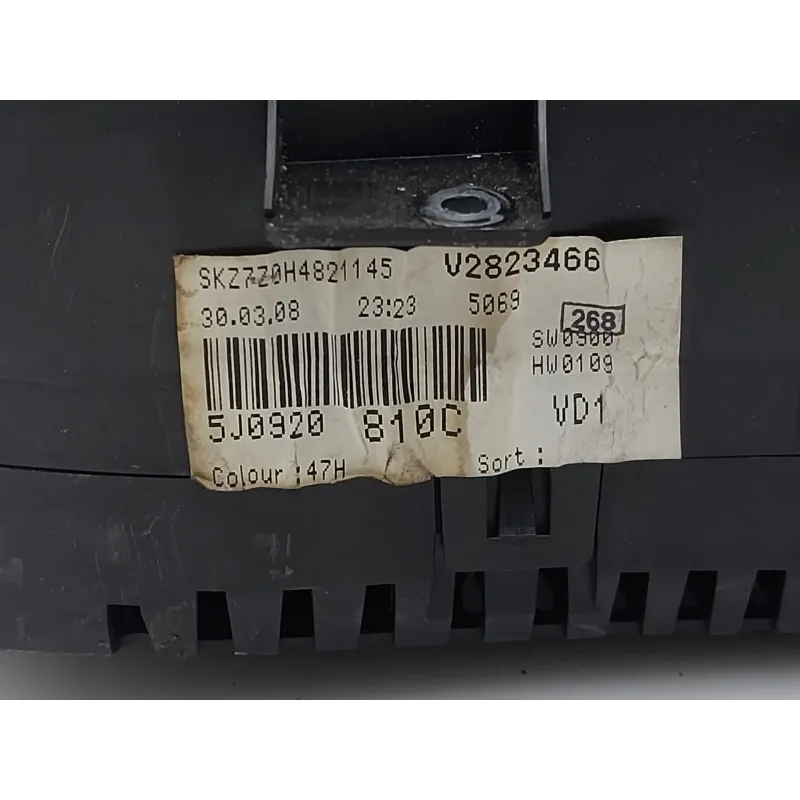 SKZ7Z0H4821145 V2823466
30.03.08 23:23 5069
268
SW0900
HW0109
5J0920 810C VD1
Colour :47H Sort :